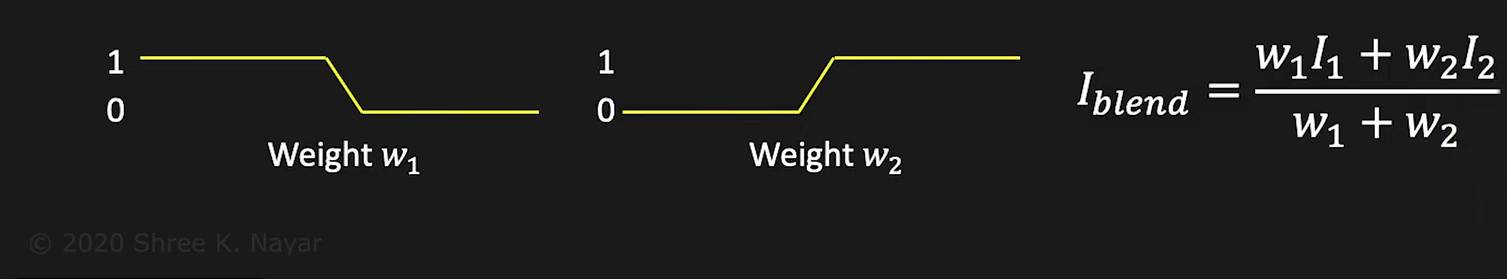 1
0
Weight w₁
1
0
Weight w₂
I_blend = (w₁I₁ + w₂I₂) / (w₁ + w₂)
© 2020 Shree K. Nayar